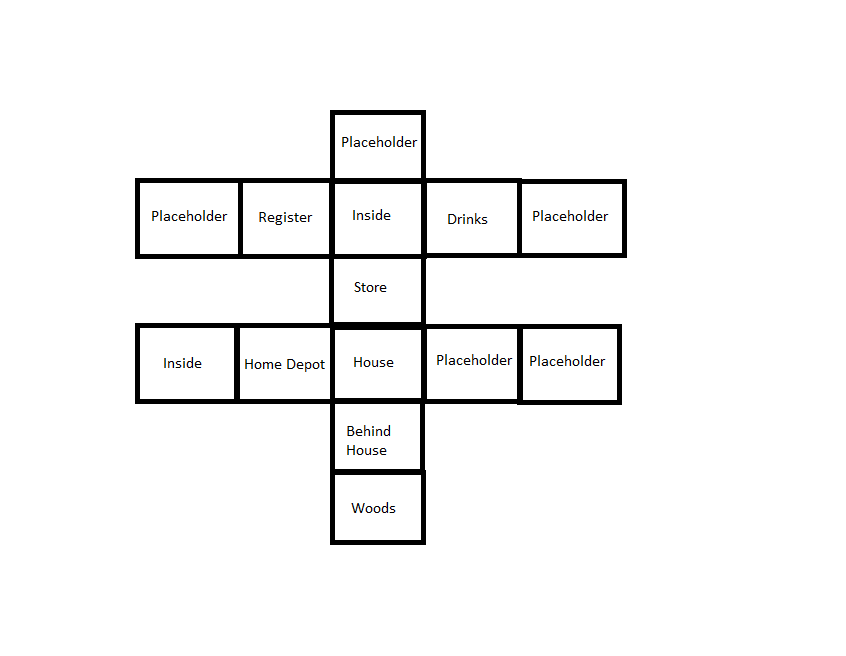 Placeholder
Placeholder
Register
Inside
Drinks
Placeholder
Store
Inside
Home Depot
House
Placeholder
Placeholder
Behind
House
Woods